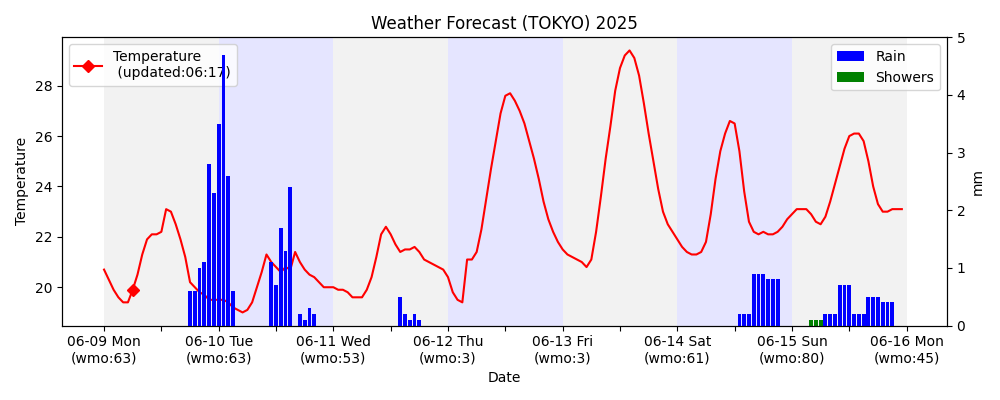 Weather Forecast (TOKYO) 2025
Temperature
(updated:06:17)
Rain
Showers
28
26
24
22
20
5
4
3
2
1
0
Temperature
mm
06-09 Mon
(wmo:63)
06-10 Tue
(wmo:63)
06-11 Wed
(wmo:53)
06-12 Thu
(wmo:3)
06-13 Fri
(wmo:3)
06-14 Sat
(wmo:61)
06-15 Sun
(wmo:80)
06-16 Mon
(wmo:45)
Date